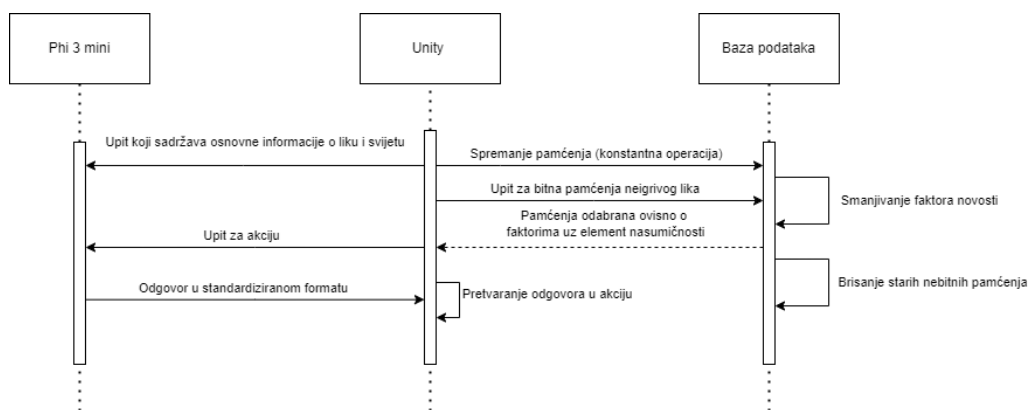 Phi 3 mini
Unity
Baza podataka
Upit koji sadržava osnovne informacije o liku i svijetu
Spremanje pamćenja (konstantna operacija)
Upit za bitna pamćenja neigrivog lika
Smanjivanje faktora novosti
Pamćenja odabrana ovisno o
faktorima uz element nasumičnosti
Upit za akciju
Brisanje starih nebitnih pamćenja
Odgovor u standardiziranom formatu
Pretvaranje odgovora u akciju